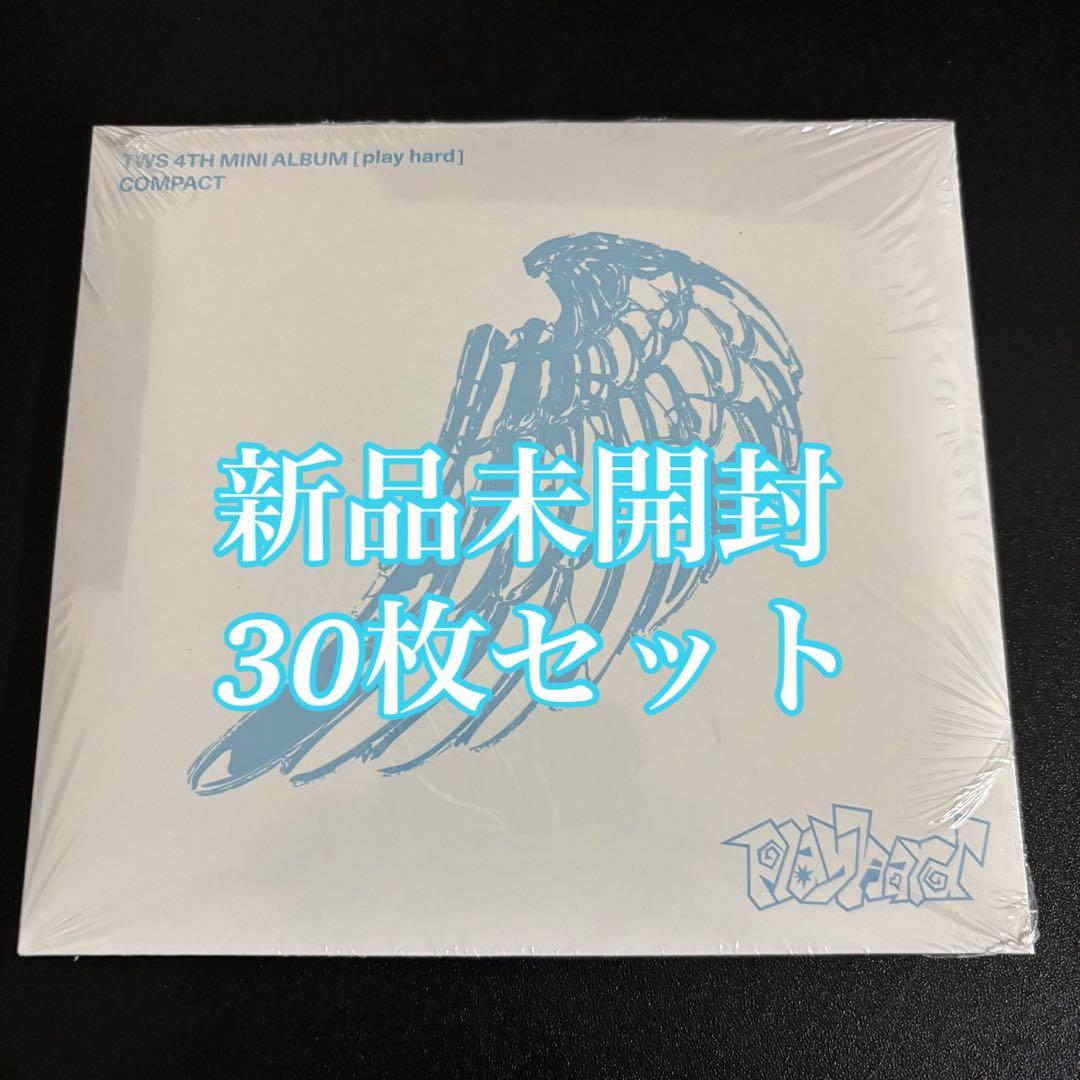 TWS 4TH MINI ALBUM [play hard]
COMPACT
新品未開封
30枚セット
play hard